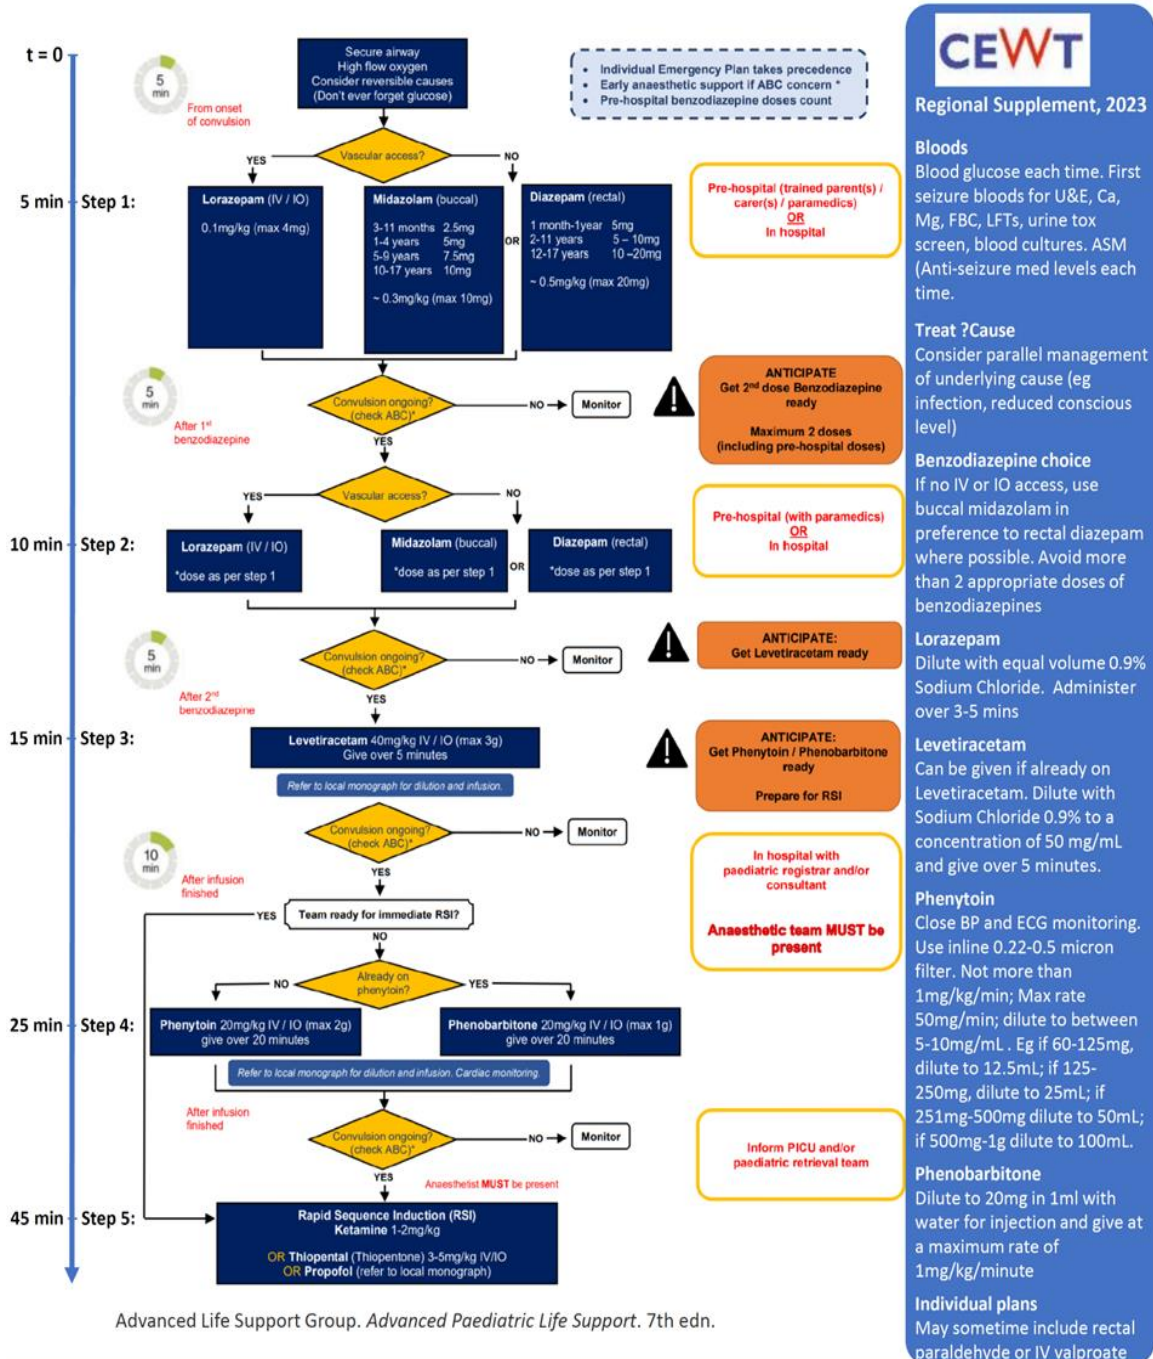 t = 0
5
min
From onset
of convulsion
Secure airway
High flow oxygen
Consider reversible causes
(Don't ever forget glucose)
• Individual Emergency Plan takes precedence
• Early anaesthetic support if ABC concern *
• Pre-hospital benzodiazepine doses count
Vascular access?
YES
NO
5 min
Step 1:
Lorazepam (IV / IO)
0.1mg/kg (max 4mg)
Midazolam (buccal)
3-11 months 2.5mg
1-4 years 5mg
5-9 years 7.5mg
10-17 years 10mg
~ 0.3mg/kg (max 10mg)
OR
Diazepam (rectal)
1 month-1year 5mg
2-11 years 5 – 10mg
12-17 years 10 –20mg
~ 0.5mg/kg (max 20mg)
Pre-hospital (trained parent(s) /
carer(s) / paramedics)
OR
In hospital
5
min
After 1st
benzodiazepine
Convulsion ongoing?
(check ABC)*
NO
Monitor
YES
ANTICIPATE
Get 2nd dose Benzodiazepine
ready
Maximum 2 doses
(including pre-hospital doses)
Vascular access?
YES
NO
10 min
Step 2:
Lorazepam (IV / IO)
*dose as per step 1
Midazolam (buccal)
*dose as per step 1
OR
Diazepam (rectal)
*dose as per step 1
Pre-hospital (with paramedics)
OR
In hospital
5
min
After 2nd
benzodiazepine
Convulsion ongoing?
(check ABC)*
NO
Monitor
YES
ANTICIPATE:
Get Levetiracetam ready
15 min
Step 3:
Levetiracetam 40mg/kg IV / IO (max 3g)
Give over 5 minutes
Refer to local monograph for dilution and infusion.
ANTICIPATE:
Get Phenytoin / Phenobarbitone
ready
Prepare for RSI
10
min
After infusion
finished
Convulsion ongoing?
(check ABC)*
NO
Monitor
YES
In hospital with
paediatric registrar and/or
consultant
Anaesthetic team MUST be
present
YES
Team ready for immediate RSI?
NO
Already on
phenytoin?
NO
YES
25 min
Step 4:
Phenytoin 20mg/kg IV / IO (max 2g)
give over 20 minutes
Phenobarbitone 20mg/kg IV / IO (max 1g)
give over 20 minutes
Refer to local monograph for dilution and infusion. Cardiac monitoring.
After infusion
finished
Convulsion ongoing?
(check ABC)*
NO
Monitor
YES
Anaesthetist MUST be present
Inform PICU and/or
paediatric retrieval team
45 min
Step 5:
Rapid Sequence Induction (RSI)
Ketamine 1-2mg/kg
OR Thiopental (Thiopentone) 3-5mg/kg IV/IO
OR Propofol (refer to local monograph)
Advanced Life Support Group. Advanced Paediatric Life Support. 7th edn.
CEWT
Regional Supplement, 2023
Bloods
Blood glucose each time. First
seizure bloods for U&E, Ca,
Mg, FBC, LFTs, urine tox
screen, blood cultures. ASM
(Anti-seizure med levels each
time.
Treat ?Cause
Consider parallel management
of underlying cause (eg
infection, reduced conscious
level)
Benzodiazepine choice
If no IV or IO access, use
buccal midazolam in
preference to rectal diazepam
where possible. Avoid more
than 2 appropriate doses of
benzodiazepines
Lorazepam
Dilute with equal volume 0.9%
Sodium Chloride. Administer
over 3-5 mins
Levetiracetam
Can be given if already on
Levetiracetam. Dilute with
Sodium Chloride 0.9% to a
concentration of 50 mg/mL
and give over 5 minutes.
Phenytoin
Close BP and ECG monitoring.
Use inline 0.22-0.5 micron
filter. Not more than
1mg/kg/min; Max rate
50mg/min; dilute to between
5-10mg/mL . Eg if 60-125mg,
dilute to 12.5mL; if 125-
250mg, dilute to 25mL; if
251mg-500mg dilute to 50mL;
if 500mg-1g dilute to 100mL.
Phenobarbitone
Dilute to 20mg in 1ml with
water for injection and give at
a maximum rate of
1mg/kg/minute
Individual plans
May sometime include rectal
paraldehyde or IV valproate